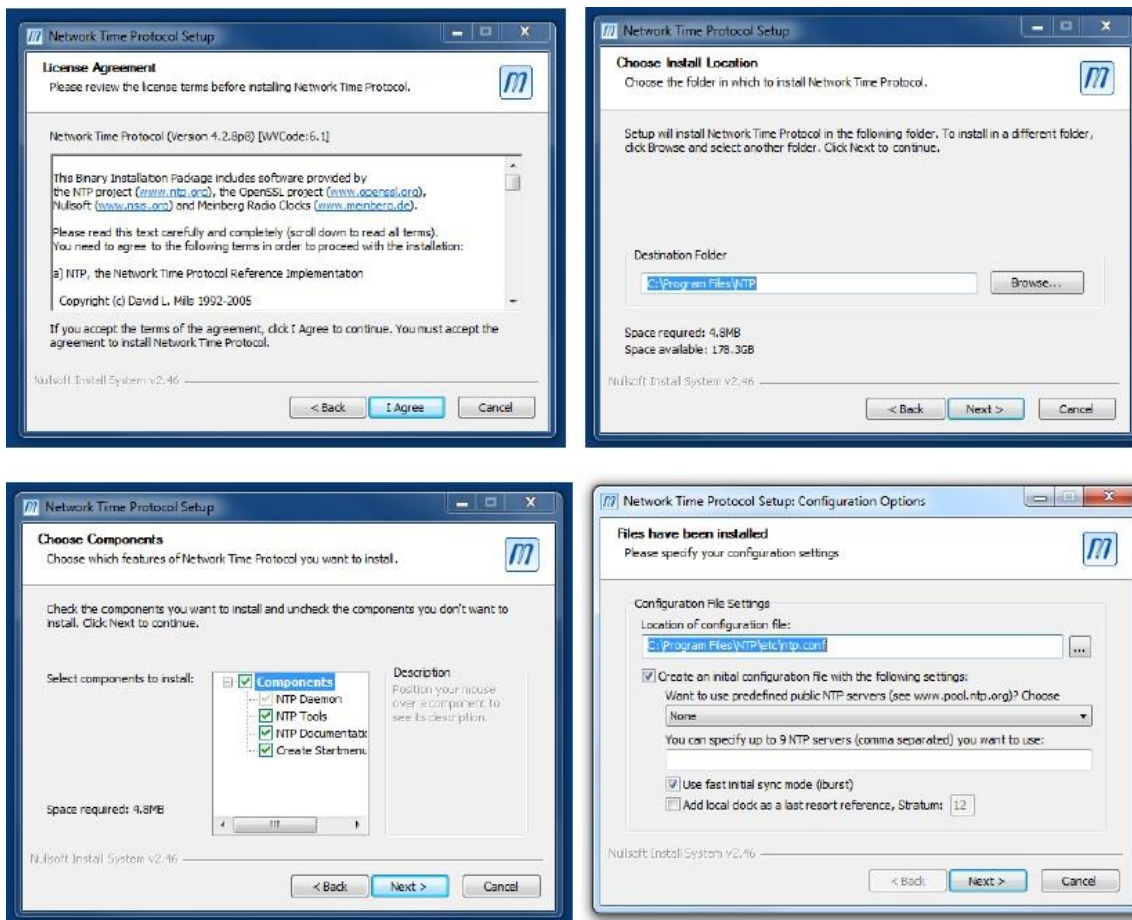 Network Time Protocol Setup
License Agreement
Please review the license terms before installing Network Time Protocol.
Network Time Protocol (Version 4.2.8p8) [WVCode:6.1]
This Binary Installation Package includes software provided by
the NTP project (www.ntp.org), the OpenSSL project (www.openssl.org),
Nullsoft (www.nsis.org) and Meinberg Radio Clocks (www.meinberg.de).
Please read this text carefully and completely (scroll down to read all terms).
You need to agree to the following terms in order to proceed with the installation:
a) NTP, the Network Time Protocol Reference Implementation
Copyright (c) David L. Mills 1992-2005
If you accept the terms of the agreement, click I Agree to continue. You must accept the
agreement to install Network Time Protocol.
Nullsoft Install System v2.46
< Back I Agree Cancel
Network Time Protocol Setup
Choose Install Location
Choose the folder in which to install Network Time Protocol.
Setup will install Network Time Protocol in the following folder. To install in a different folder,
click Browse and select another folder. Click Next to continue.
Destination Folder
C:\Program Files\NTP Browse...
Space required: 4.8MB
Space available: 178.3GB
Nullsoft Install System v2.46
< Back Next > Cancel
Network Time Protocol Setup
Choose Components
Choose which features of Network Time Protocol you want to install.
Check the components you want to install and uncheck the components you don't want to
install. Click Next to continue.
Select components to install:
Components
NTP Daemon
NTP Tools
NTP Documentatic
Create Startmenu
Description
Position your mouse
over a component to
see its description.
Space required: 4.8MB
Nullsoft Install System v2.46
< Back Next > Cancel
Network Time Protocol Setup: Configuration Options
Files have been installed
Please specify your configuration settings
Configuration File Settings
Location of configuration file:
C:\Program Files\NTP\etc\ntp.conf ...
Create an initial configuration file with the following settings:
Want to use predefined public NTP servers (see www.pool.ntp.org)? Choose
None
You can specify up to 9 NTP servers (comma separated) you want to use:
Use fast initial sync mode (iburst)
Add local clock as a last resort reference, Stratum: 12
Nullsoft Install System v2.46
< Back Next > Cancel